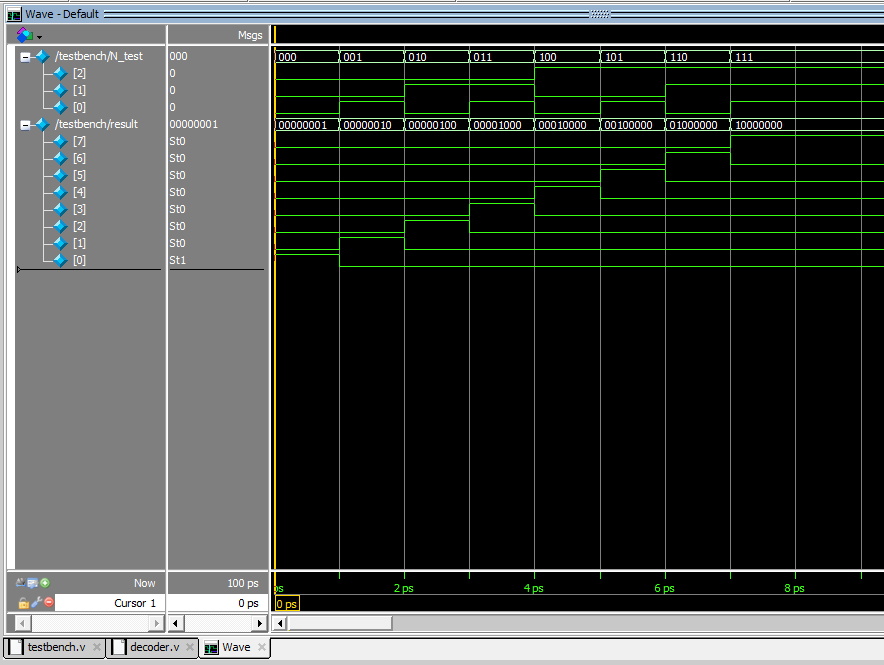 Wave - Default
Msgs
/testbench/N_test 000 000 001 010 011 100 101 110 111
[2] 0
[1] 0
[0] 0
/testbench/result 00000001 00000001 00000010 00000100 00001000 00010000 00100000 01000000 10000000
[7] St0
[6] St0
[5] St0
[4] St0
[3] St0
[2] St0
[1] St0
[0] St1
Now 100 ps ps 2 ps 4 ps 6 ps 8 ps
Cursor 1 0 ps 0 ps
testbench.v decoder.v Wave